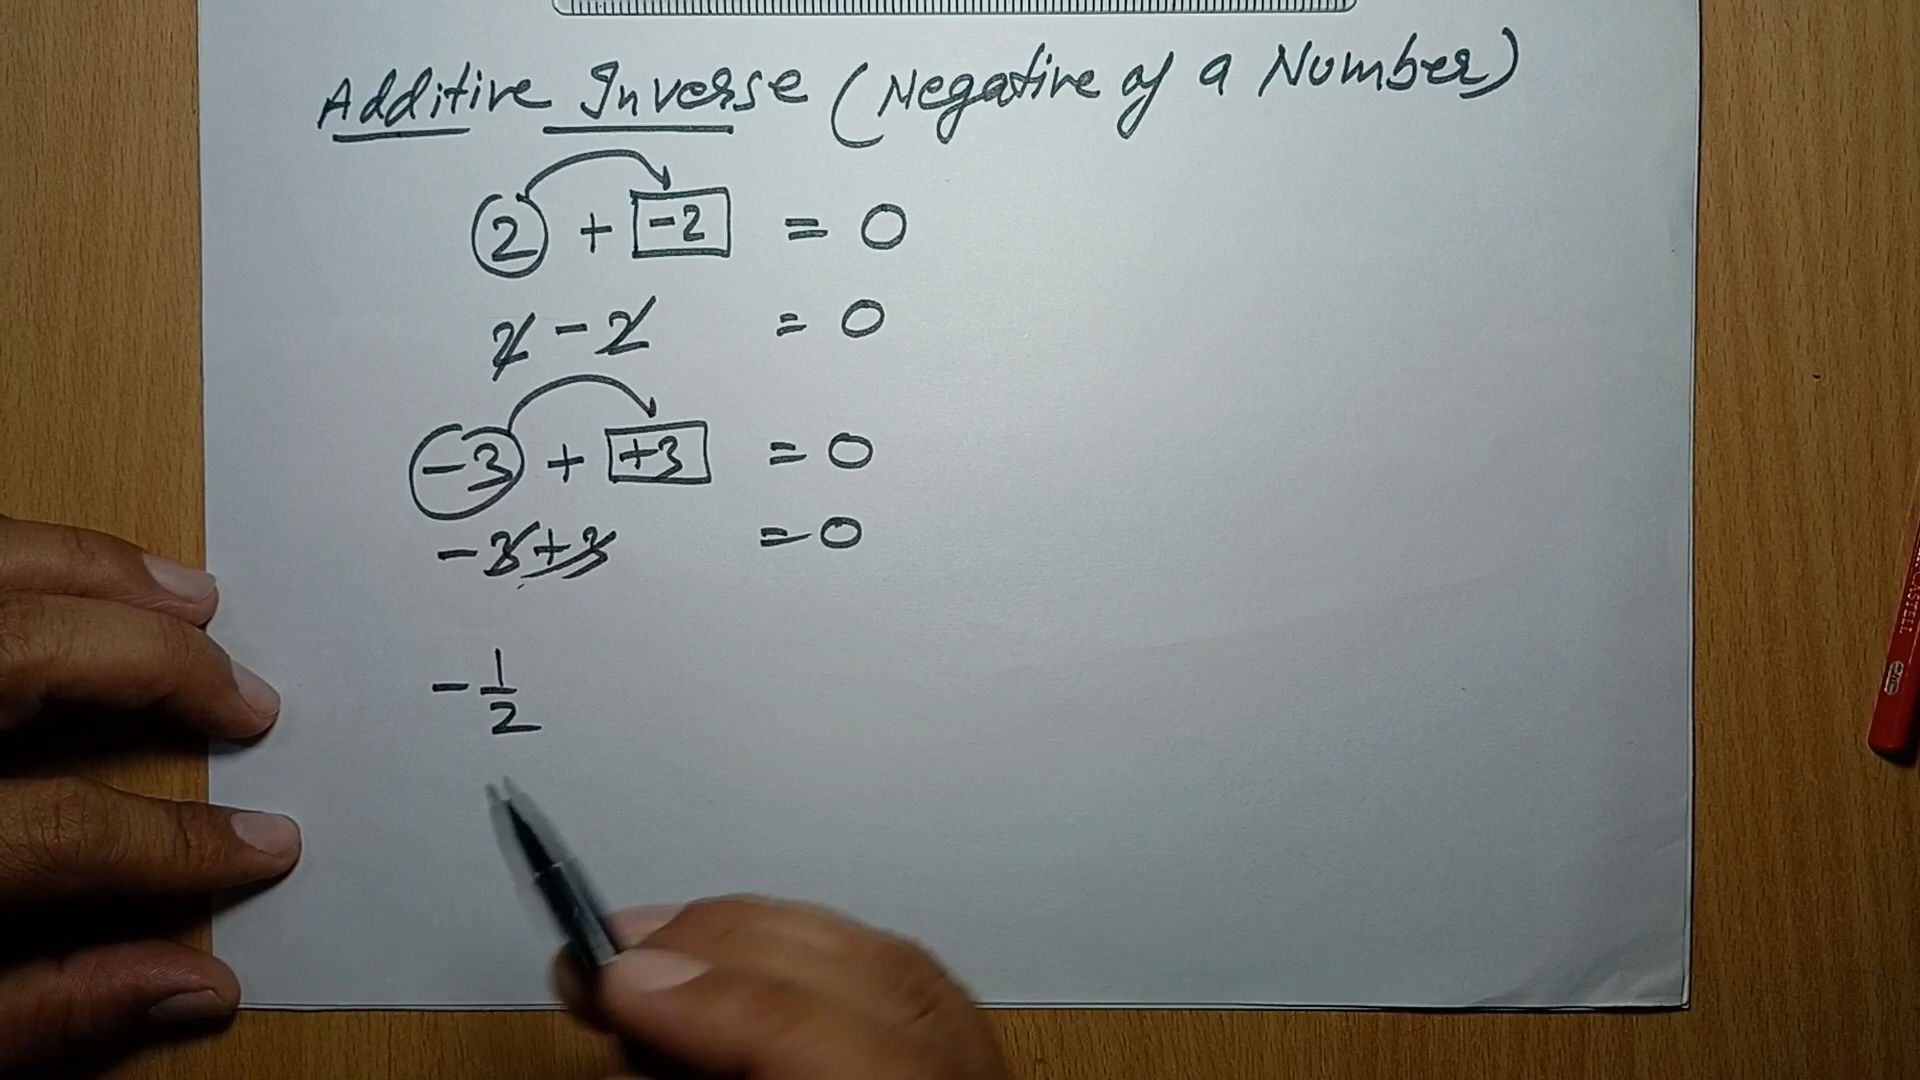 Additive Inverse (Negative of a Number)
2 + -2 = 0
2 - 2 = 0
-3 + +3 = 0
-3+3 = 0
-1/2